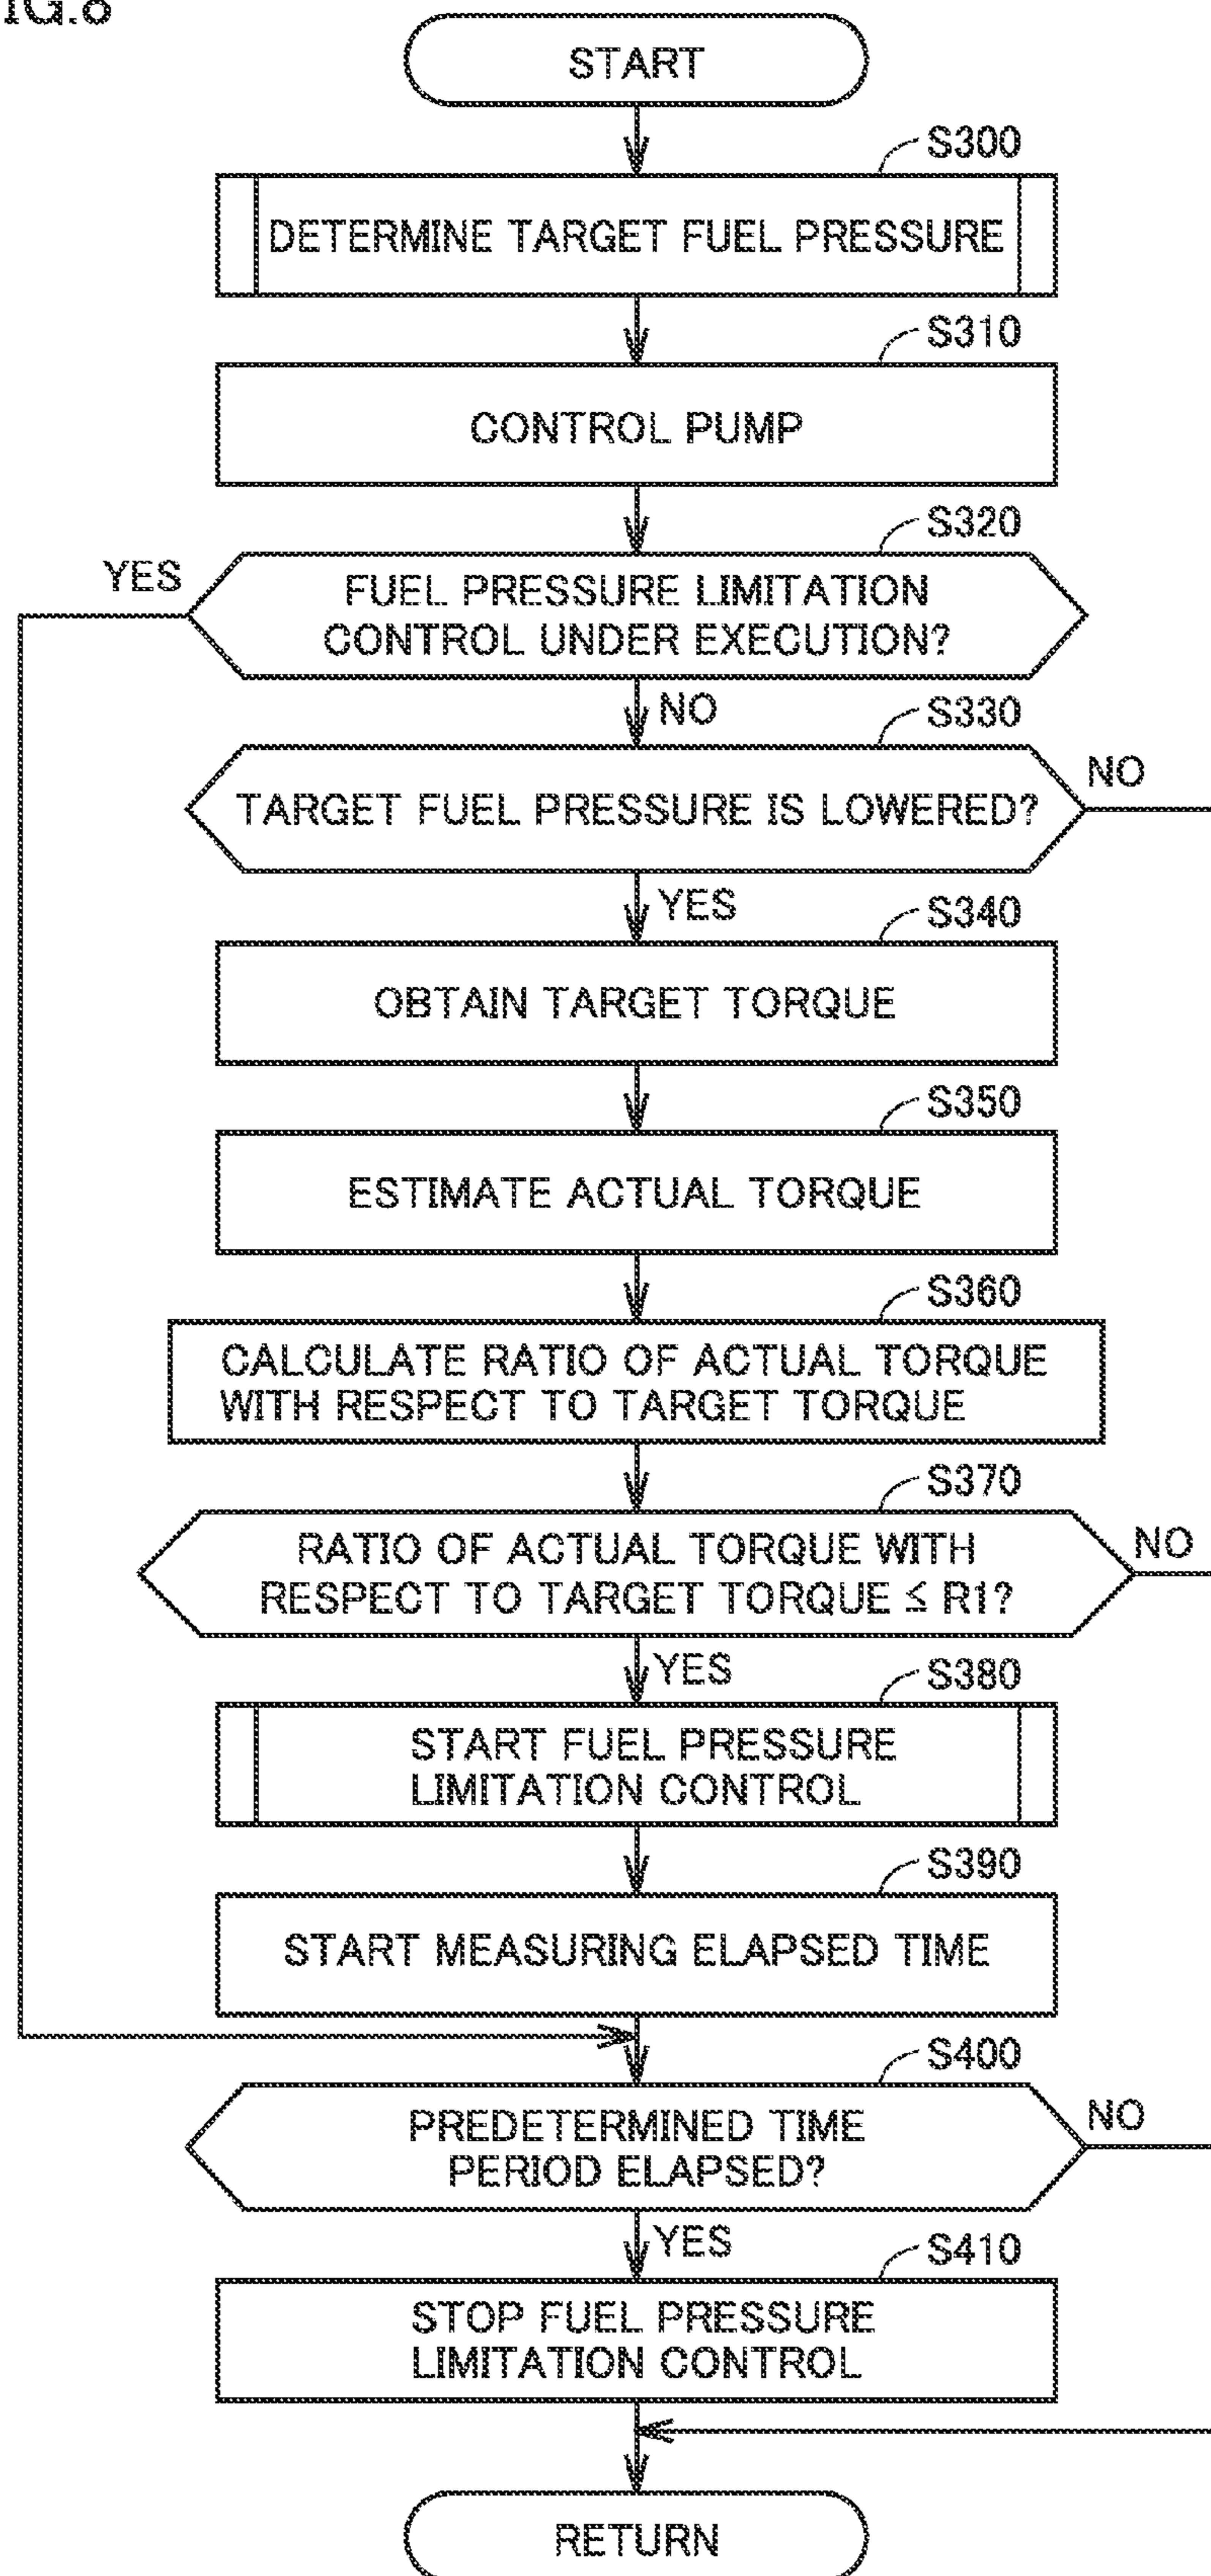 IG.8
START
S300
DETERMINE TARGET FUEL PRESSURE
S310
CONTROL PUMP
S320
YES
FUEL PRESSURE LIMITATION
CONTROL UNDER EXECUTION?
NO
S330
NO
TARGET FUEL PRESSURE IS LOWERED?
YES
S340
OBTAIN TARGET TORQUE
S350
ESTIMATE ACTUAL TORQUE
S360
CALCULATE RATIO OF ACTUAL TORQUE
WITH RESPECT TO TARGET TORQUE
S370
NO
RATIO OF ACTUAL TORQUE WITH
RESPECT TO TARGET TORQUE ≤ R1?
YES
S380
START FUEL PRESSURE
LIMITATION CONTROL
S390
START MEASURING ELAPSED TIME
S400
NO
PREDETERMINED TIME
PERIOD ELAPSED?
YES
S410
STOP FUEL PRESSURE
LIMITATION CONTROL
RETURN